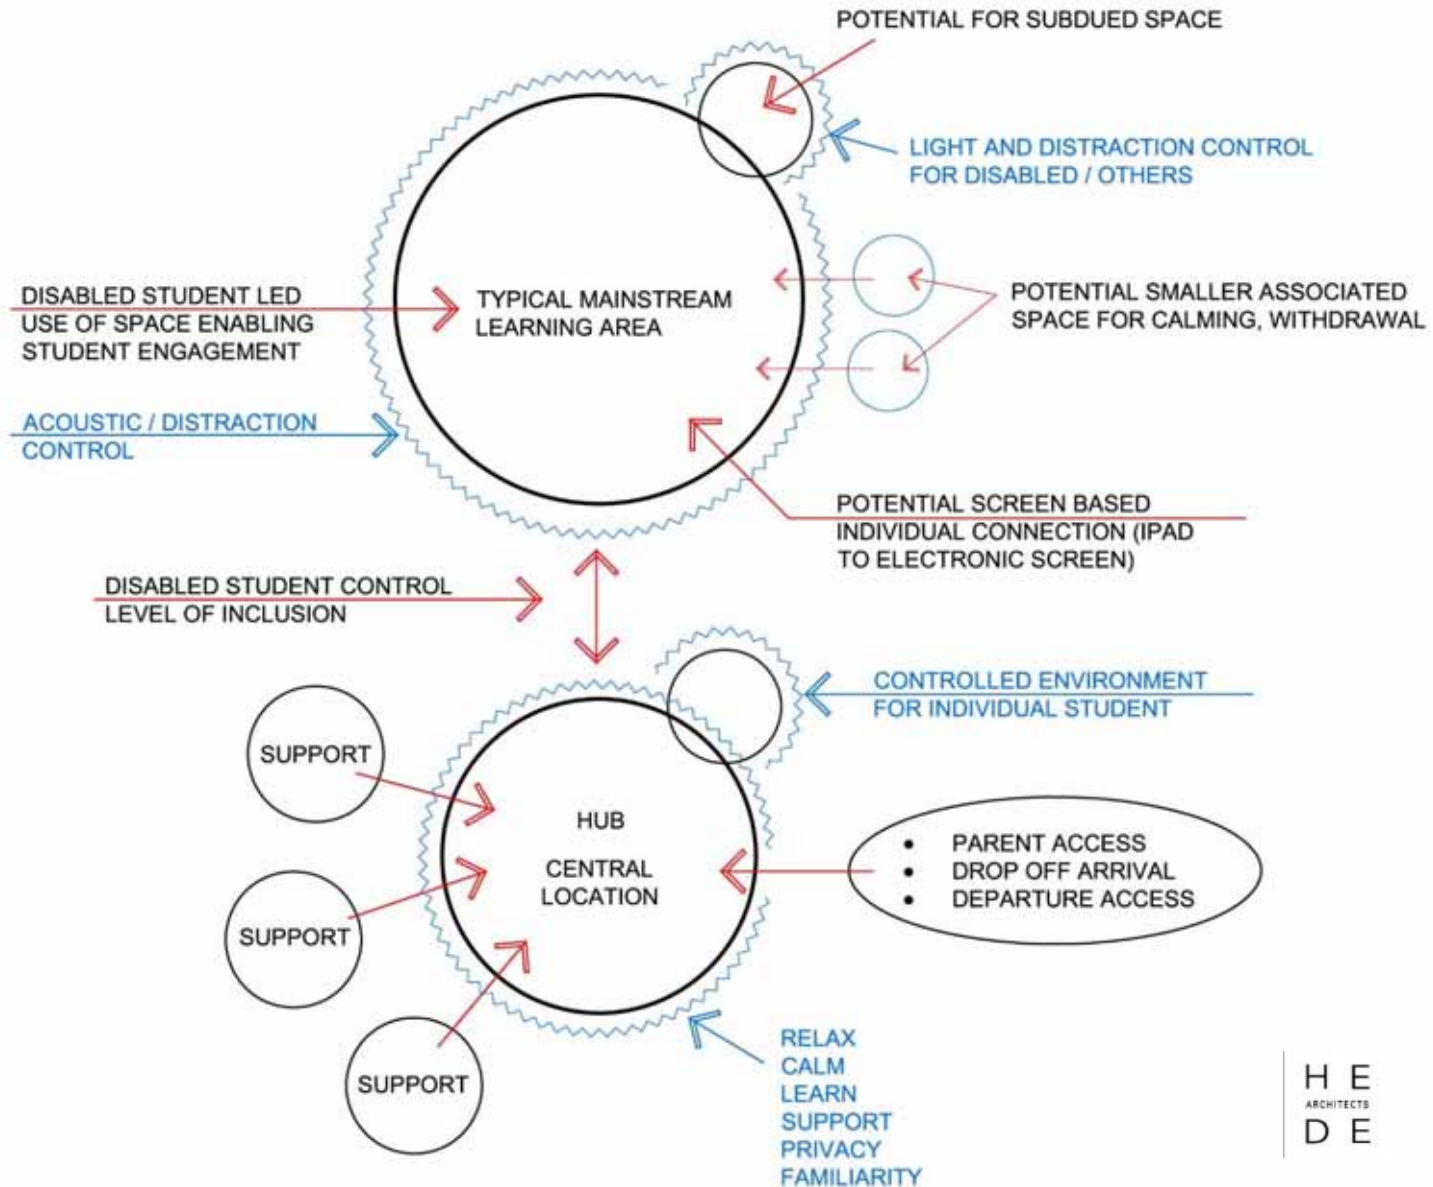 POTENTIAL FOR SUBDUED SPACE
LIGHT AND DISTRACTION CONTROL
FOR DISABLED / OTHERS
DISABLED STUDENT LED
USE OF SPACE ENABLING
STUDENT ENGAGEMENT
TYPICAL MAINSTREAM
LEARNING AREA
POTENTIAL SMALLER ASSOCIATED
SPACE FOR CALMING, WITHDRAWAL
ACOUSTIC / DISTRACTION
CONTROL
POTENTIAL SCREEN BASED
INDIVIDUAL CONNECTION (IPAD
TO ELECTRONIC SCREEN)
DISABLED STUDENT CONTROL
LEVEL OF INCLUSION
CONTROLLED ENVIRONMENT
FOR INDIVIDUAL STUDENT
SUPPORT
HUB
CENTRAL
LOCATION
• PARENT ACCESS
• DROP OFF ARRIVAL
• DEPARTURE ACCESS
SUPPORT
SUPPORT
RELAX
CALM
LEARN
SUPPORT
PRIVACY
FAMILIARITY
H E
ARCHITECTS
D E